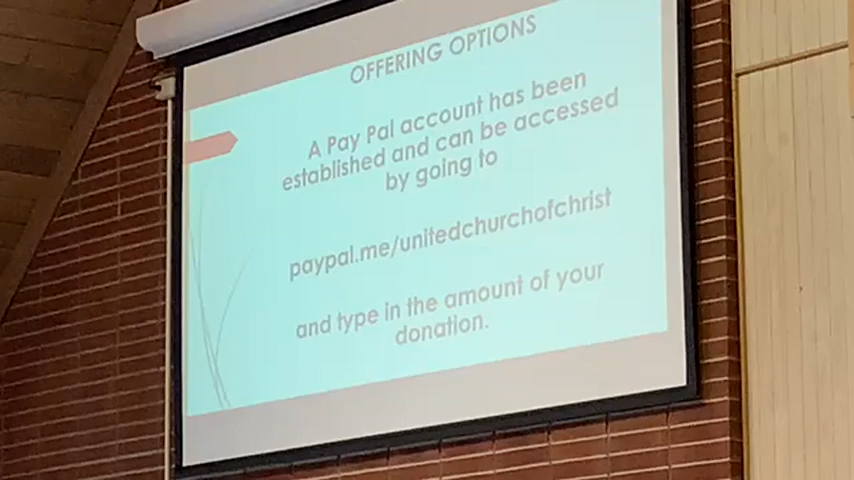 OFFERING OPTIONS
A Pay Pal account has been
established and can be accessed
by going to
paypal.me/unitedchurchofchrist
and type in the amount of your
donation.